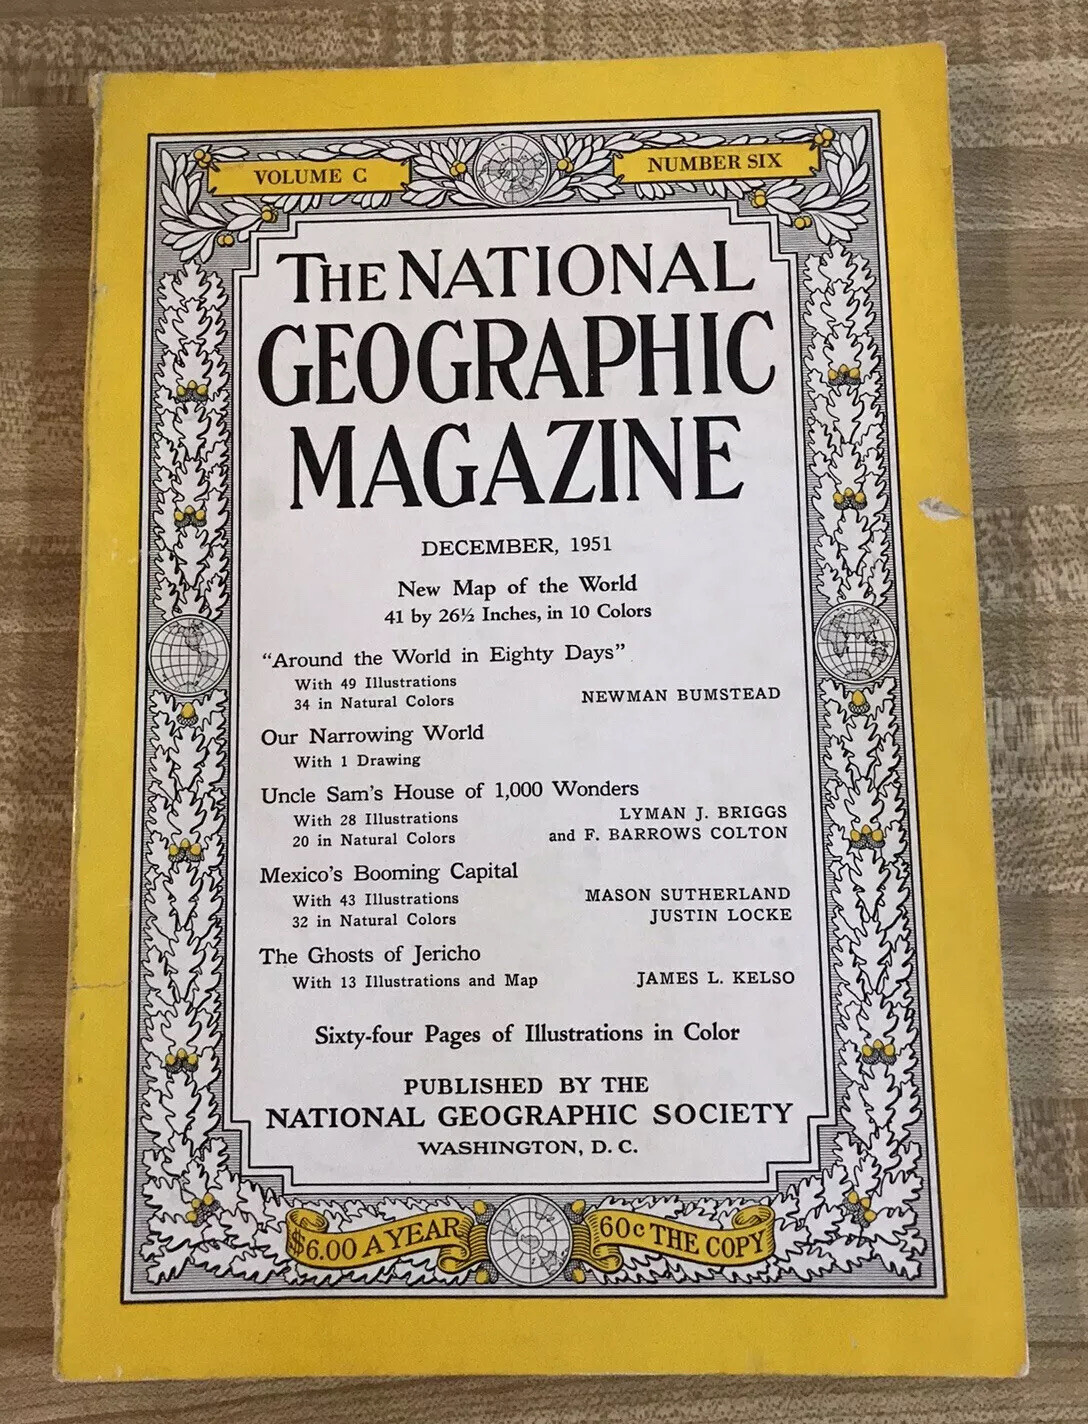 VOLUME C
NUMBER SIX
THE NATIONAL
GEOGRAPHIC
MAGAZINE
DECEMBER, 1951
New Map of the World
41 by 26½ Inches, in 10 Colors
"Around the World in Eighty Days"
With 49 Illustrations
34 in Natural Colors NEWMAN BUMSTEAD
Our Narrowing World
With 1 Drawing
Uncle Sam's House of 1,000 Wonders
With 28 Illustrations LYMAN J. BRIGGS
20 in Natural Colors and F. BARROWS COLTON
Mexico's Booming Capital
With 43 Illustrations MASON SUTHERLAND
32 in Natural Colors JUSTIN LOCKE
The Ghosts of Jericho
With 13 Illustrations and Map JAMES L. KELSO
Sixty-four Pages of Illustrations in Color
PUBLISHED BY THE
NATIONAL GEOGRAPHIC SOCIETY
WASHINGTON, D. C.
$6.00 A YEAR
60c THE COPY